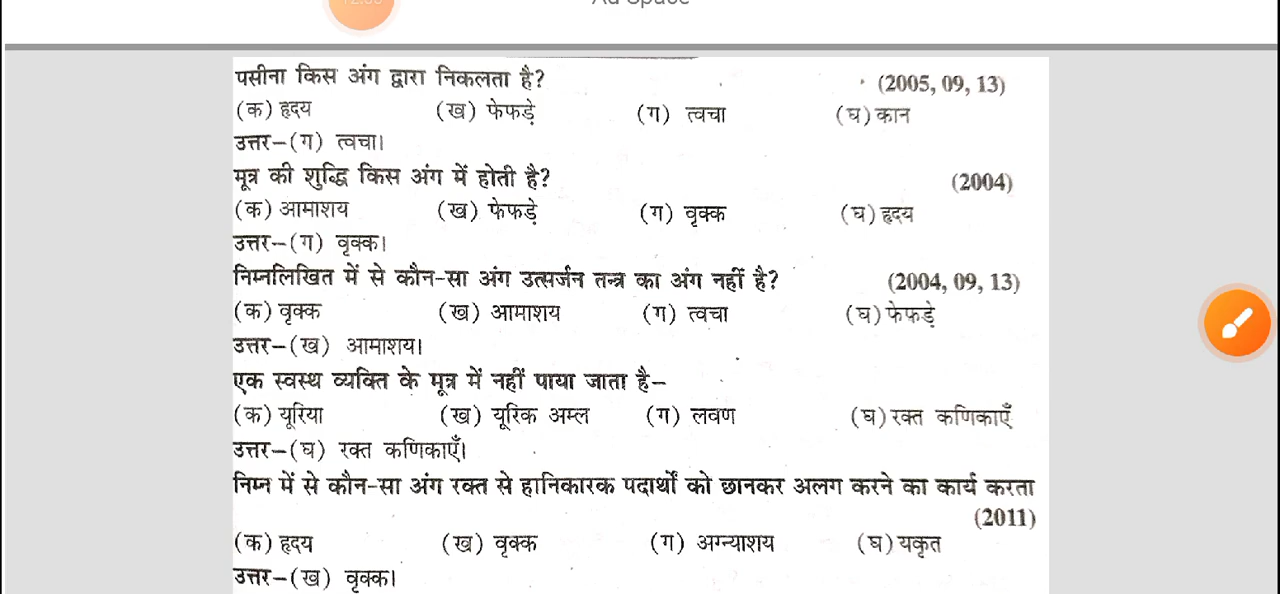 पसीना किस अंग द्वारा निकलता है? (2005, 09, 13)
(क) हृदय (ख) फेफड़े (ग) त्वचा (घ) कान
उत्तर–(ग) त्वचा।
मूत्र की शुद्धि किस अंग में होती है? (2004)
(क) आमाशय (ख) फेफड़े (ग) वृक्क (घ) हृदय
उत्तर–(ग) वृक्क।
निम्नलिखित में से कौन-सा अंग उत्सर्जन तन्त्र का अंग नहीं है? (2004, 09, 13)
(क) वृक्क (ख) आमाशय (ग) त्वचा (घ) फेफड़े
उत्तर–(ख) आमाशय।
एक स्वस्थ व्यक्ति के मूत्र में नहीं पाया जाता है–
(क) यूरिया (ख) यूरिक अम्ल (ग) लवण (घ) रक्त कणिकाएँ
उत्तर–(घ) रक्त कणिकाएँ।
निम्न में से कौन-सा अंग रक्त से हानिकारक पदार्थों को छानकर अलग करने का कार्य करता
(2011)
(क) हृदय (ख) वृक्क (ग) अग्न्याशय (घ) यकृत
उत्तर–(ख) वृक्क।